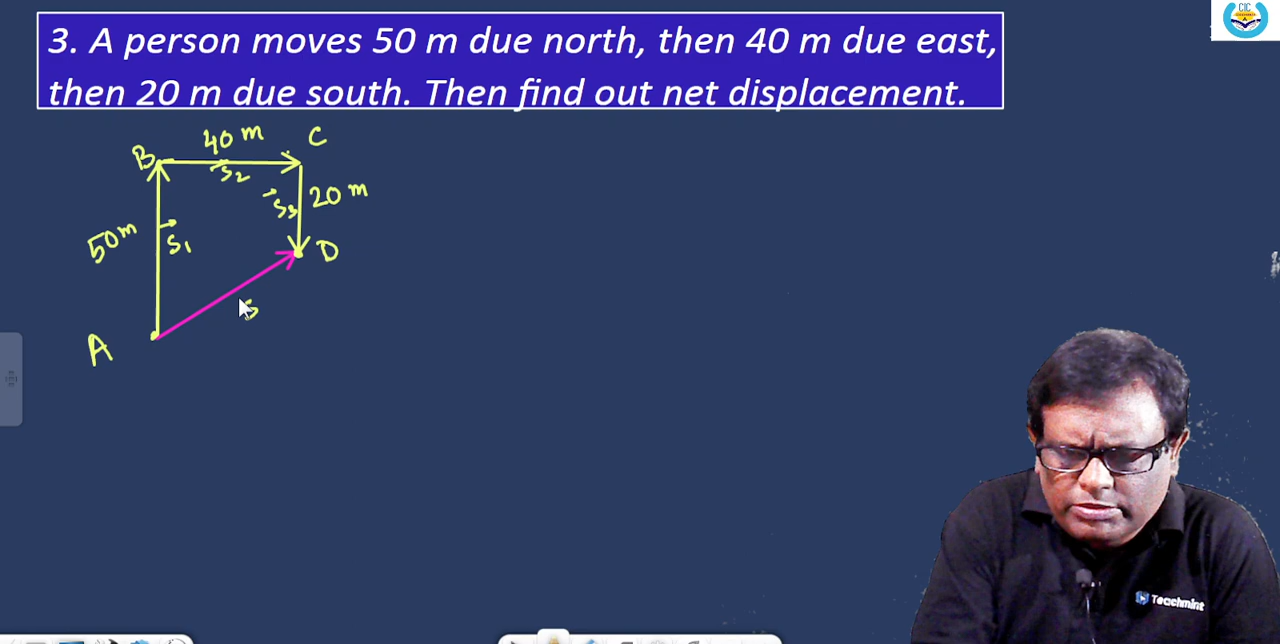 3. A person moves 50 m due north, then 40 m due east,
then 20 m due south. Then find out net displacement.
CIC
40 m
B
C
S2
20 m
S3
50m
S1
D
S
A
Teachmint